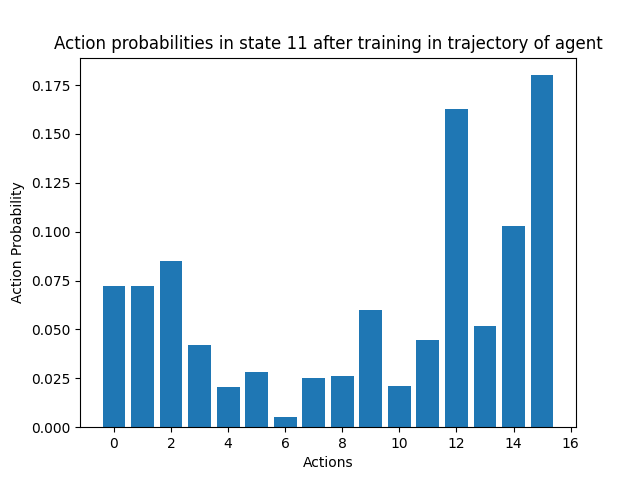 Action probabilities in state 11 after training in trajectory of agent
0.175
0.150
0.125
0.100
0.075
0.050
0.025
0.000
Action Probability
0 2 4 6 8 10 12 14 16
Actions